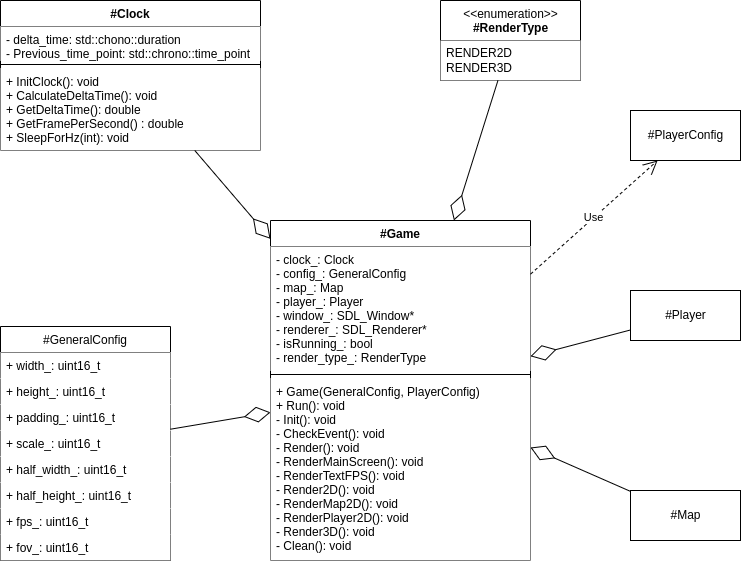 #Clock
- delta_time: std::chono::duration
- Previous_time_point: std::chrono::time_point
+ InitClock(): void
+ CalculateDeltaTime(): void
+ GetDeltaTime(): double
+ GetFramePerSecond() : double
+ SleepForHz(int): void
<<enumeration>>
#RenderType
RENDER2D
RENDER3D
#PlayerConfig
Use
#Game
- clock_: Clock
- config_: GeneralConfig
- map_: Map
- player_: Player
- window_: SDL_Window*
- renderer_: SDL_Renderer*
- isRunning_: bool
- render_type_: RenderType
+ Game(GeneralConfig, PlayerConfig)
+ Run(): void
- Init(): void
- CheckEvent(): void
- Render(): void
- RenderMainScreen(): void
- RenderTextFPS(): void
- Render2D(): void
- RenderMap2D(): void
- RenderPlayer2D(): void
- Render3D(): void
- Clean(): void
#Player
#GeneralConfig
+ width_: uint16_t
+ height_: uint16_t
+ padding_: uint16_t
+ scale_: uint16_t
+ half_width_: uint16_t
+ half_height_: uint16_t
+ fps_: uint16_t
+ fov_: uint16_t
#Map